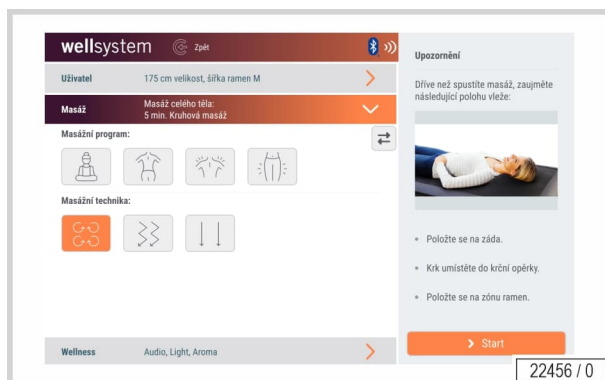 wellsystem
Zpět
Uživatel
175 cm velikost, šířka ramen M
Masáž
Masáž celého těla:
5 min. Kruhová masáž
Masážní program:
Masážní technika:
Wellness
Audio, Light, Aroma
Upozornění
Dříve než spustíte masáž, zaujměte
následující polohu vleže:
Položte se na záda.
Krk umístěte do krční opěrky.
Položte se na zónu ramen.
Start
22456 / 0